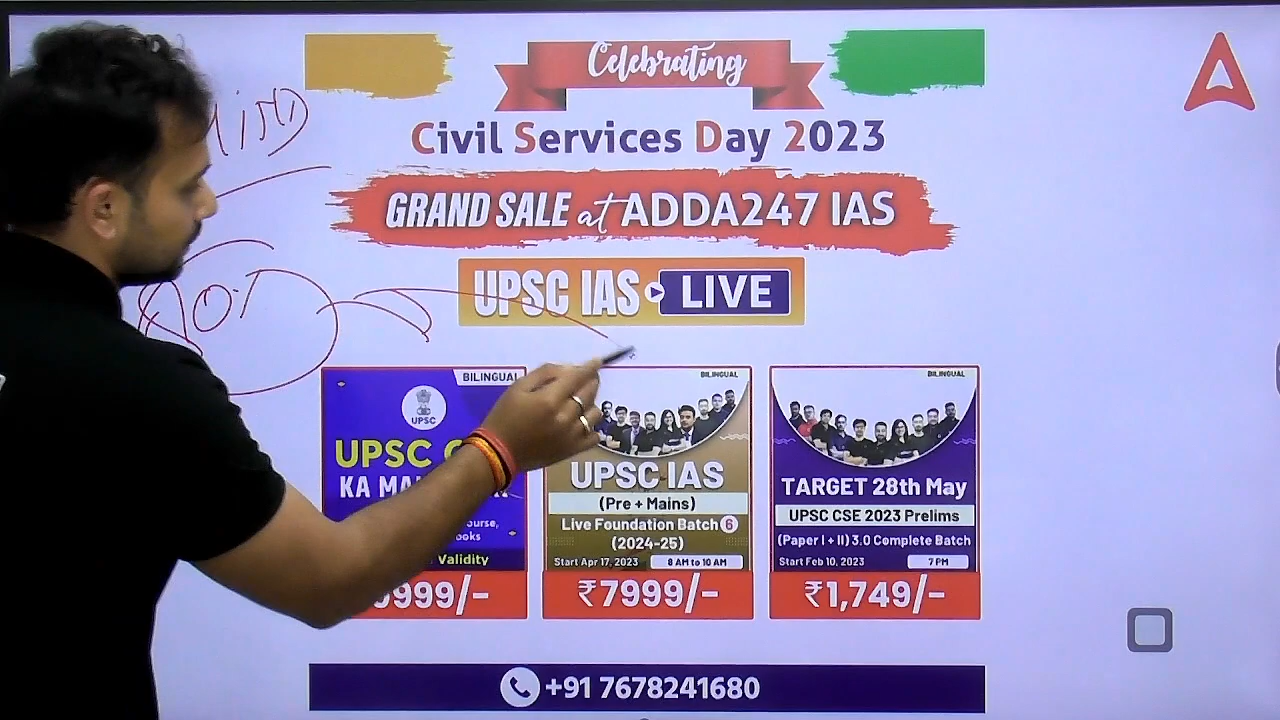 Celebrating
Civil Services Day 2023
GRAND SALE at ADDA247 IAS
UPSC IAS LIVE
BILINGUAL
UPSC
UPSC
KA
Validity
999/-
BILINGUAL
UPSC IAS
(Pre + Mains)
Live Foundation Batch 6
(2024-25)
Start Apr 17, 2023 8 AM to 10 AM
₹7999/-
BILINGUAL
TARGET 28th May
UPSC CSE 2023 Prelims
(Paper I + II) 3.0 Complete Batch
Start Feb 10, 2023 7 PM
₹1,749/-
+91 7678241680